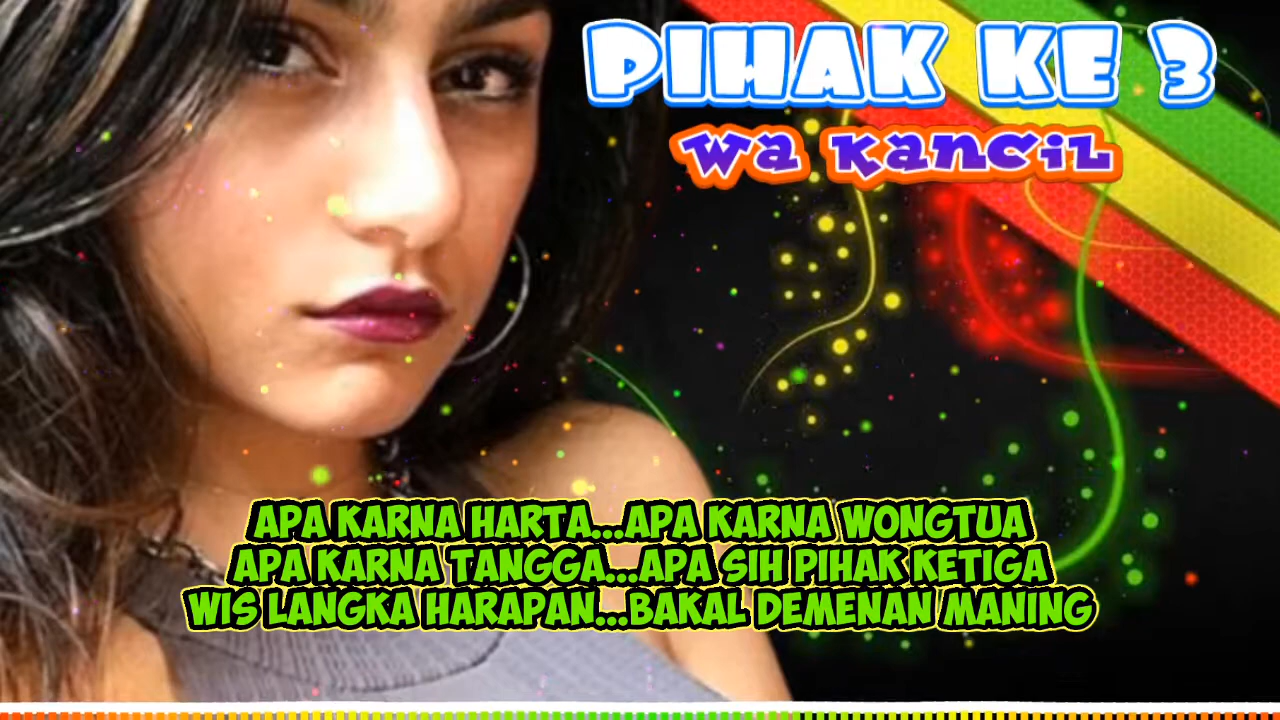 PIHAK KE 3
WA KANCIL
APA KARNA HARTA...APA KARNA WONGTUA
APA KARNA TANGGA...APA SIH PIHAK KETIGA
WIS LANGKA HARAPAN...BAKAL DEMENAN MANING